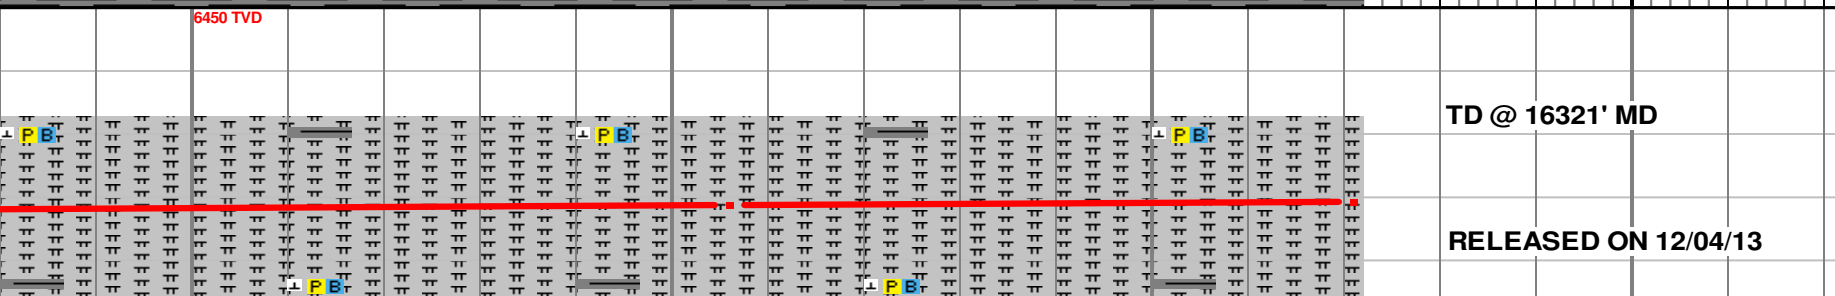 6450 TVD
TD @ 16321' MD
P B
P B
P B
RELEASED ON 12/04/13
P B
P B